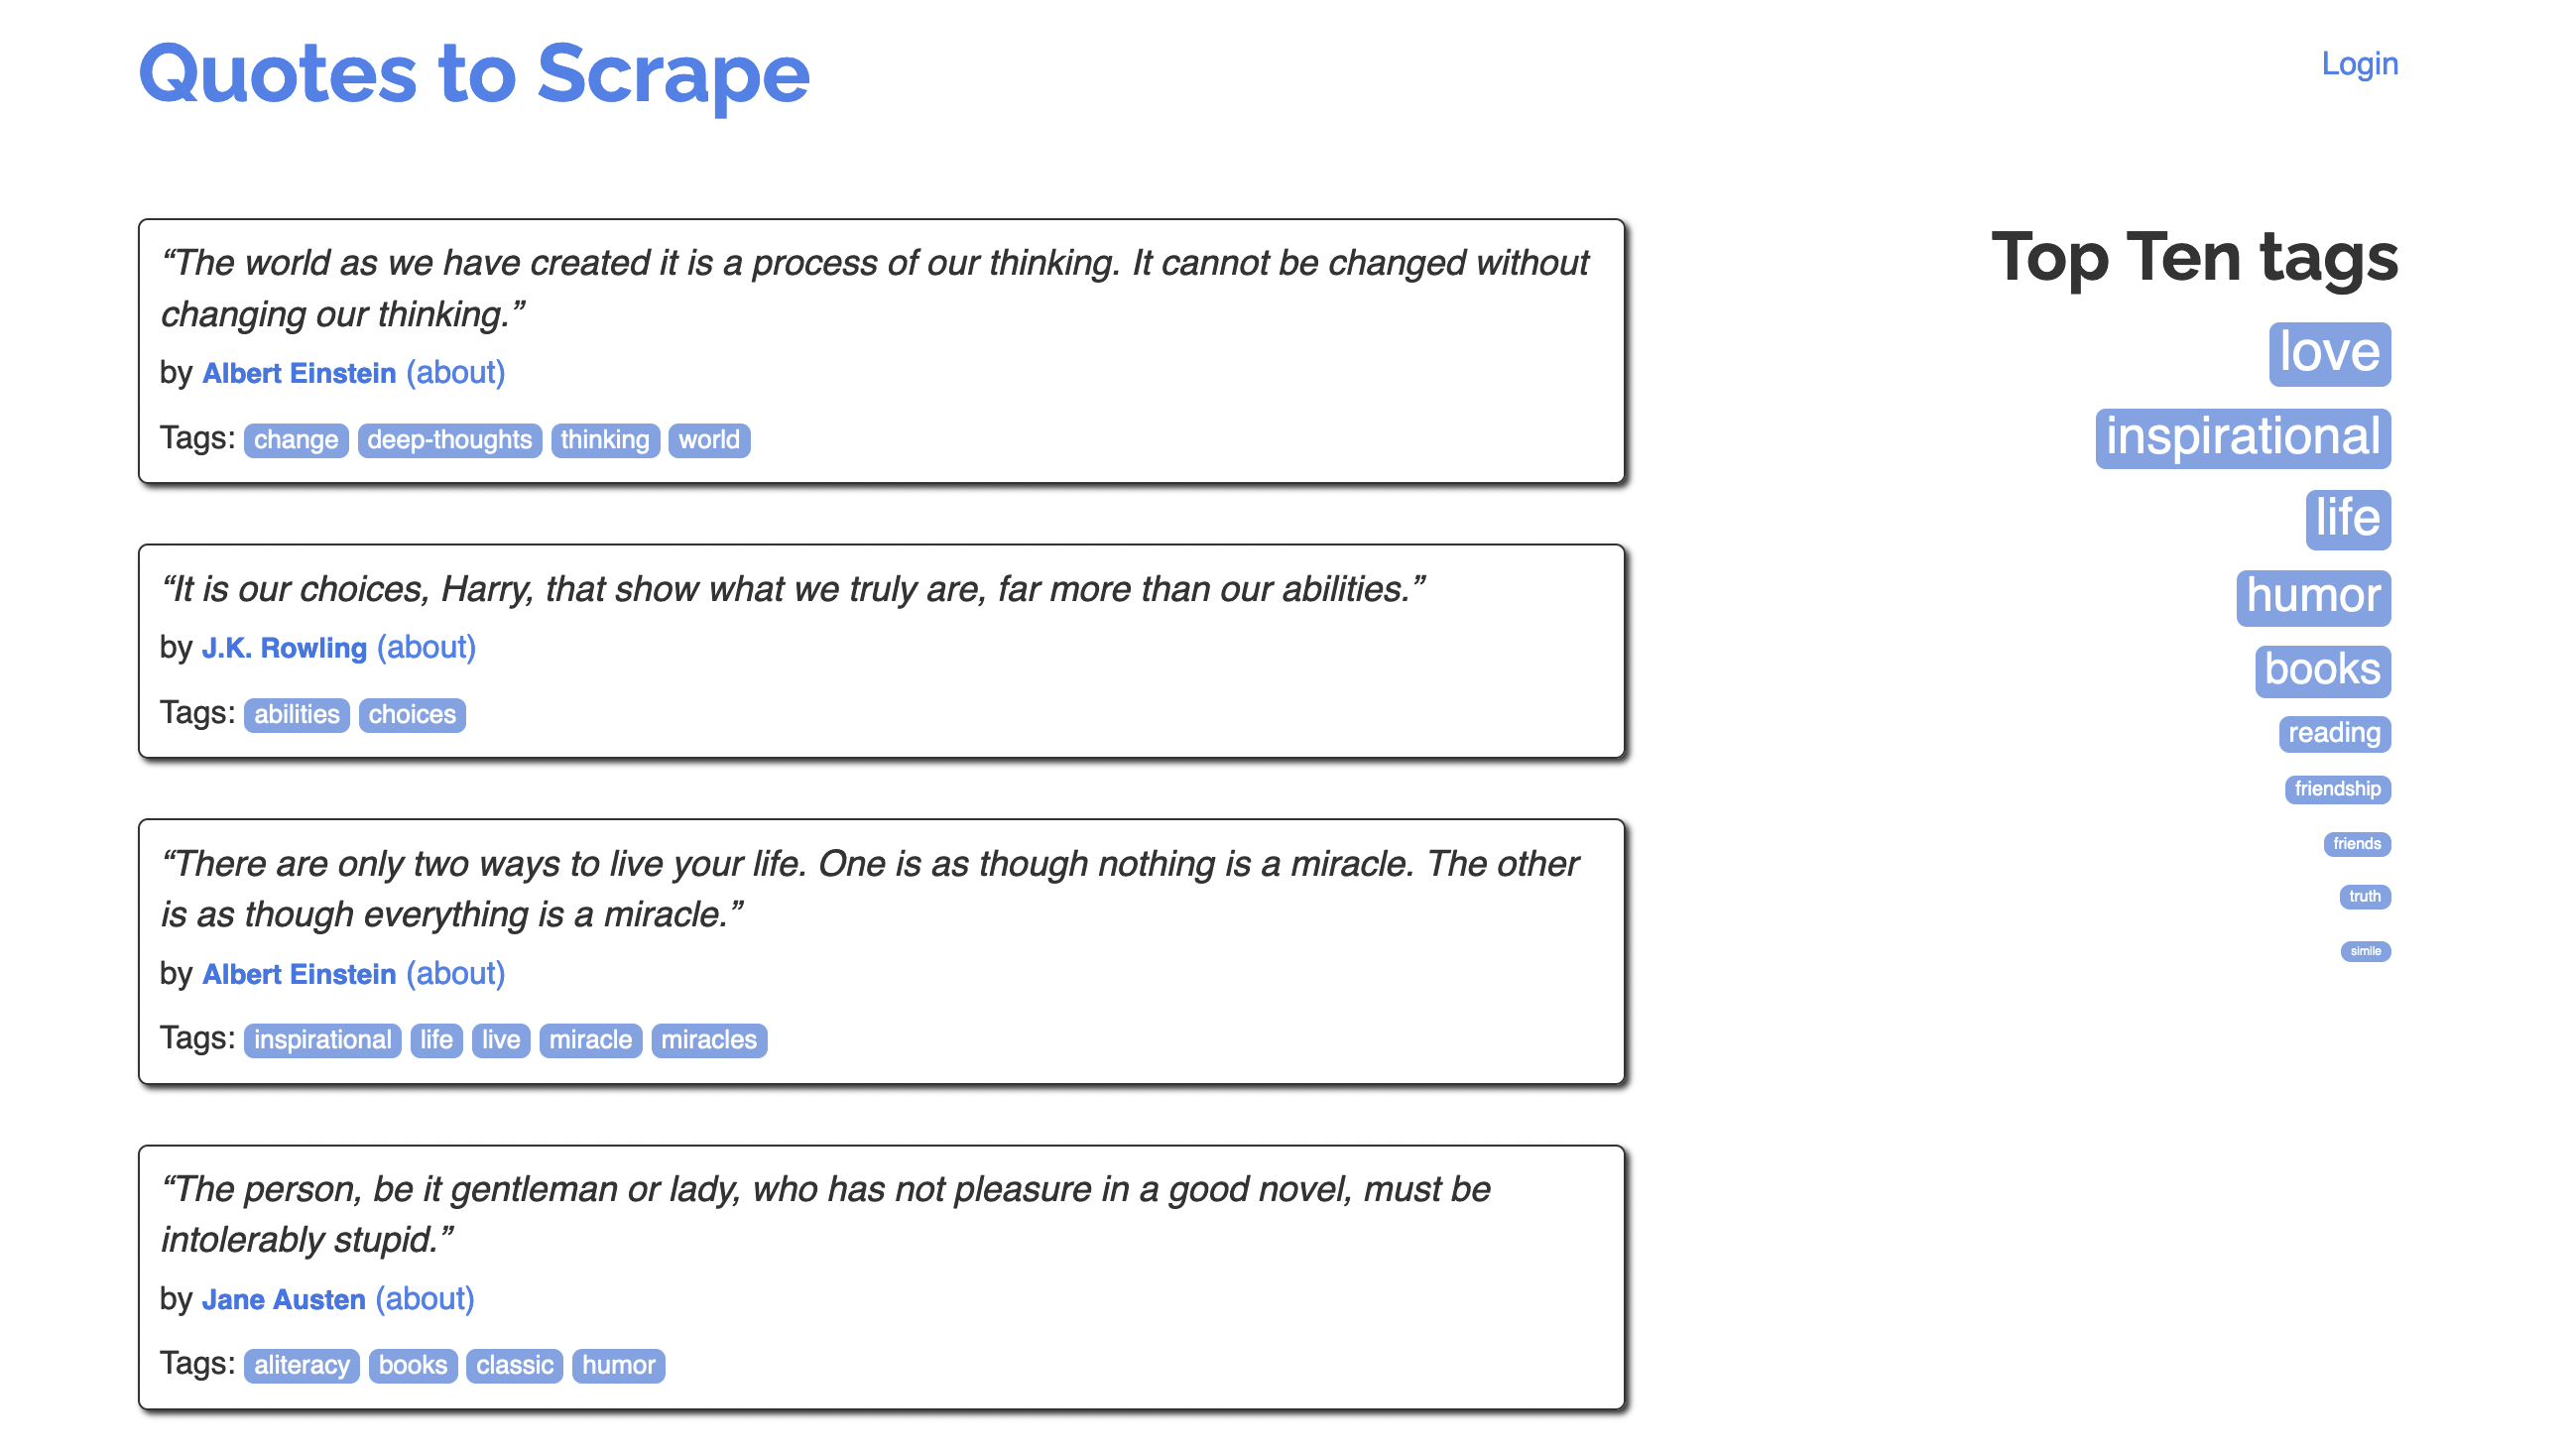 Quotes to Scrape
Login
“The world as we have created it is a process of our thinking. It cannot be changed without
changing our thinking.”
by Albert Einstein (about)
Tags: change deep-thoughts thinking world
“It is our choices, Harry, that show what we truly are, far more than our abilities.”
by J.K. Rowling (about)
Tags: abilities choices
“There are only two ways to live your life. One is as though nothing is a miracle. The other
is as though everything is a miracle.”
by Albert Einstein (about)
Tags: inspirational life live miracle miracles
“The person, be it gentleman or lady, who has not pleasure in a good novel, must be
intolerably stupid.”
by Jane Austen (about)
Tags: aliteracy books classic humor
Top Ten tags
love
inspirational
life
humor
books
reading
friendship
friends
truth
simile